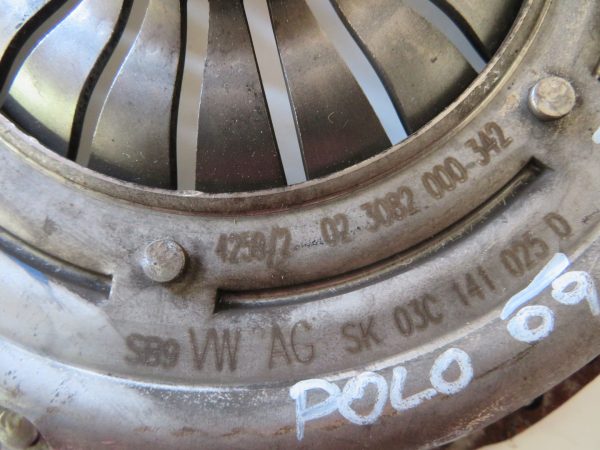 4250/2 02 3082 000-342
SB9 VW AG SK 03C 141 025 D
POLO 09